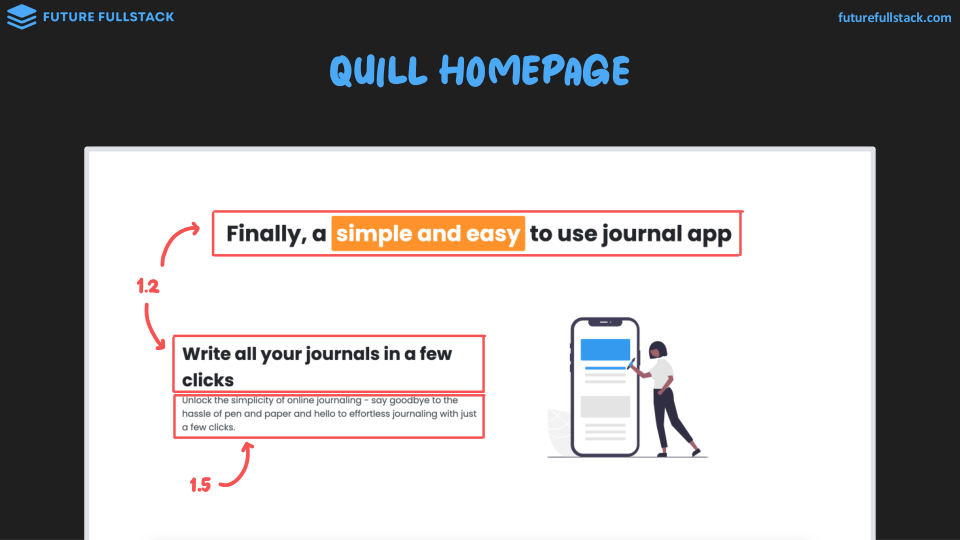 FUTURE FULLSTACK
futurefullstack.com
QUILL HOMEPAGE
Finally, a simple and easy to use journal app
1.2
Write all your journals in a few
clicks
Unlock the simplicity of online journaling - say goodbye to the
hassle of pen and paper and hello to effortless journaling with just
a few clicks.
1.5